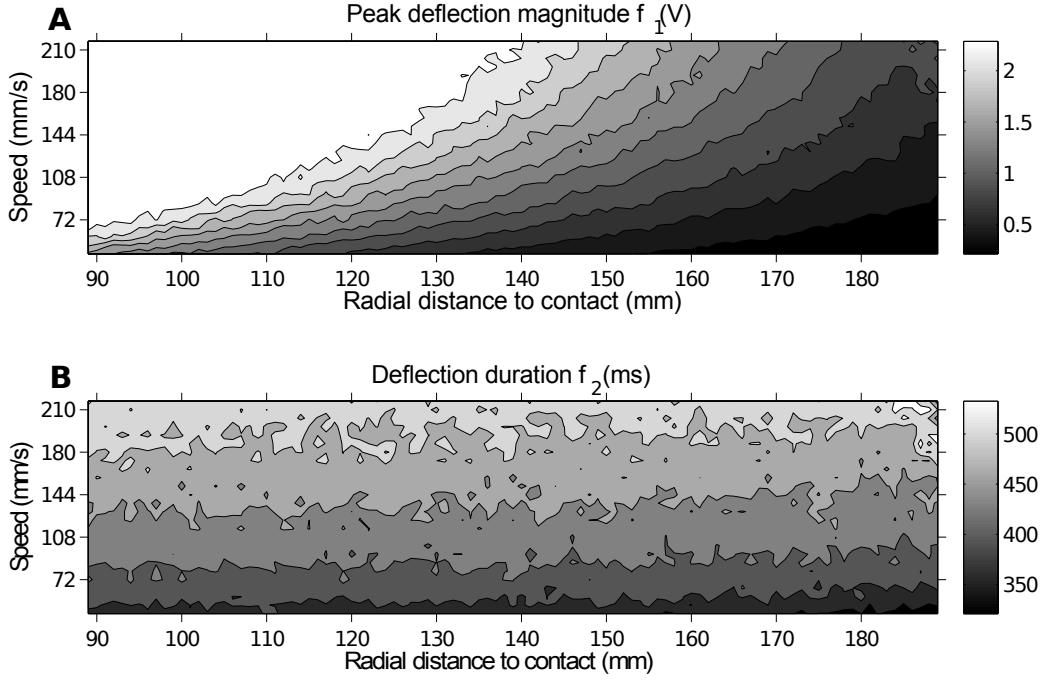 A Peak deflection magnitude f 1(V)
Speed (mm/s)
210
180
144
108
72
90 100 110 120 130 140 150 160 170 180
Radial distance to contact (mm)
2
1.5
1
0.5
B Deflection duration f 2(ms)
Speed (mm/s)
210
180
144
108
72
90 100 110 120 130 140 150 160 170 180
Radial distance to contact (mm)
500
450
400
350